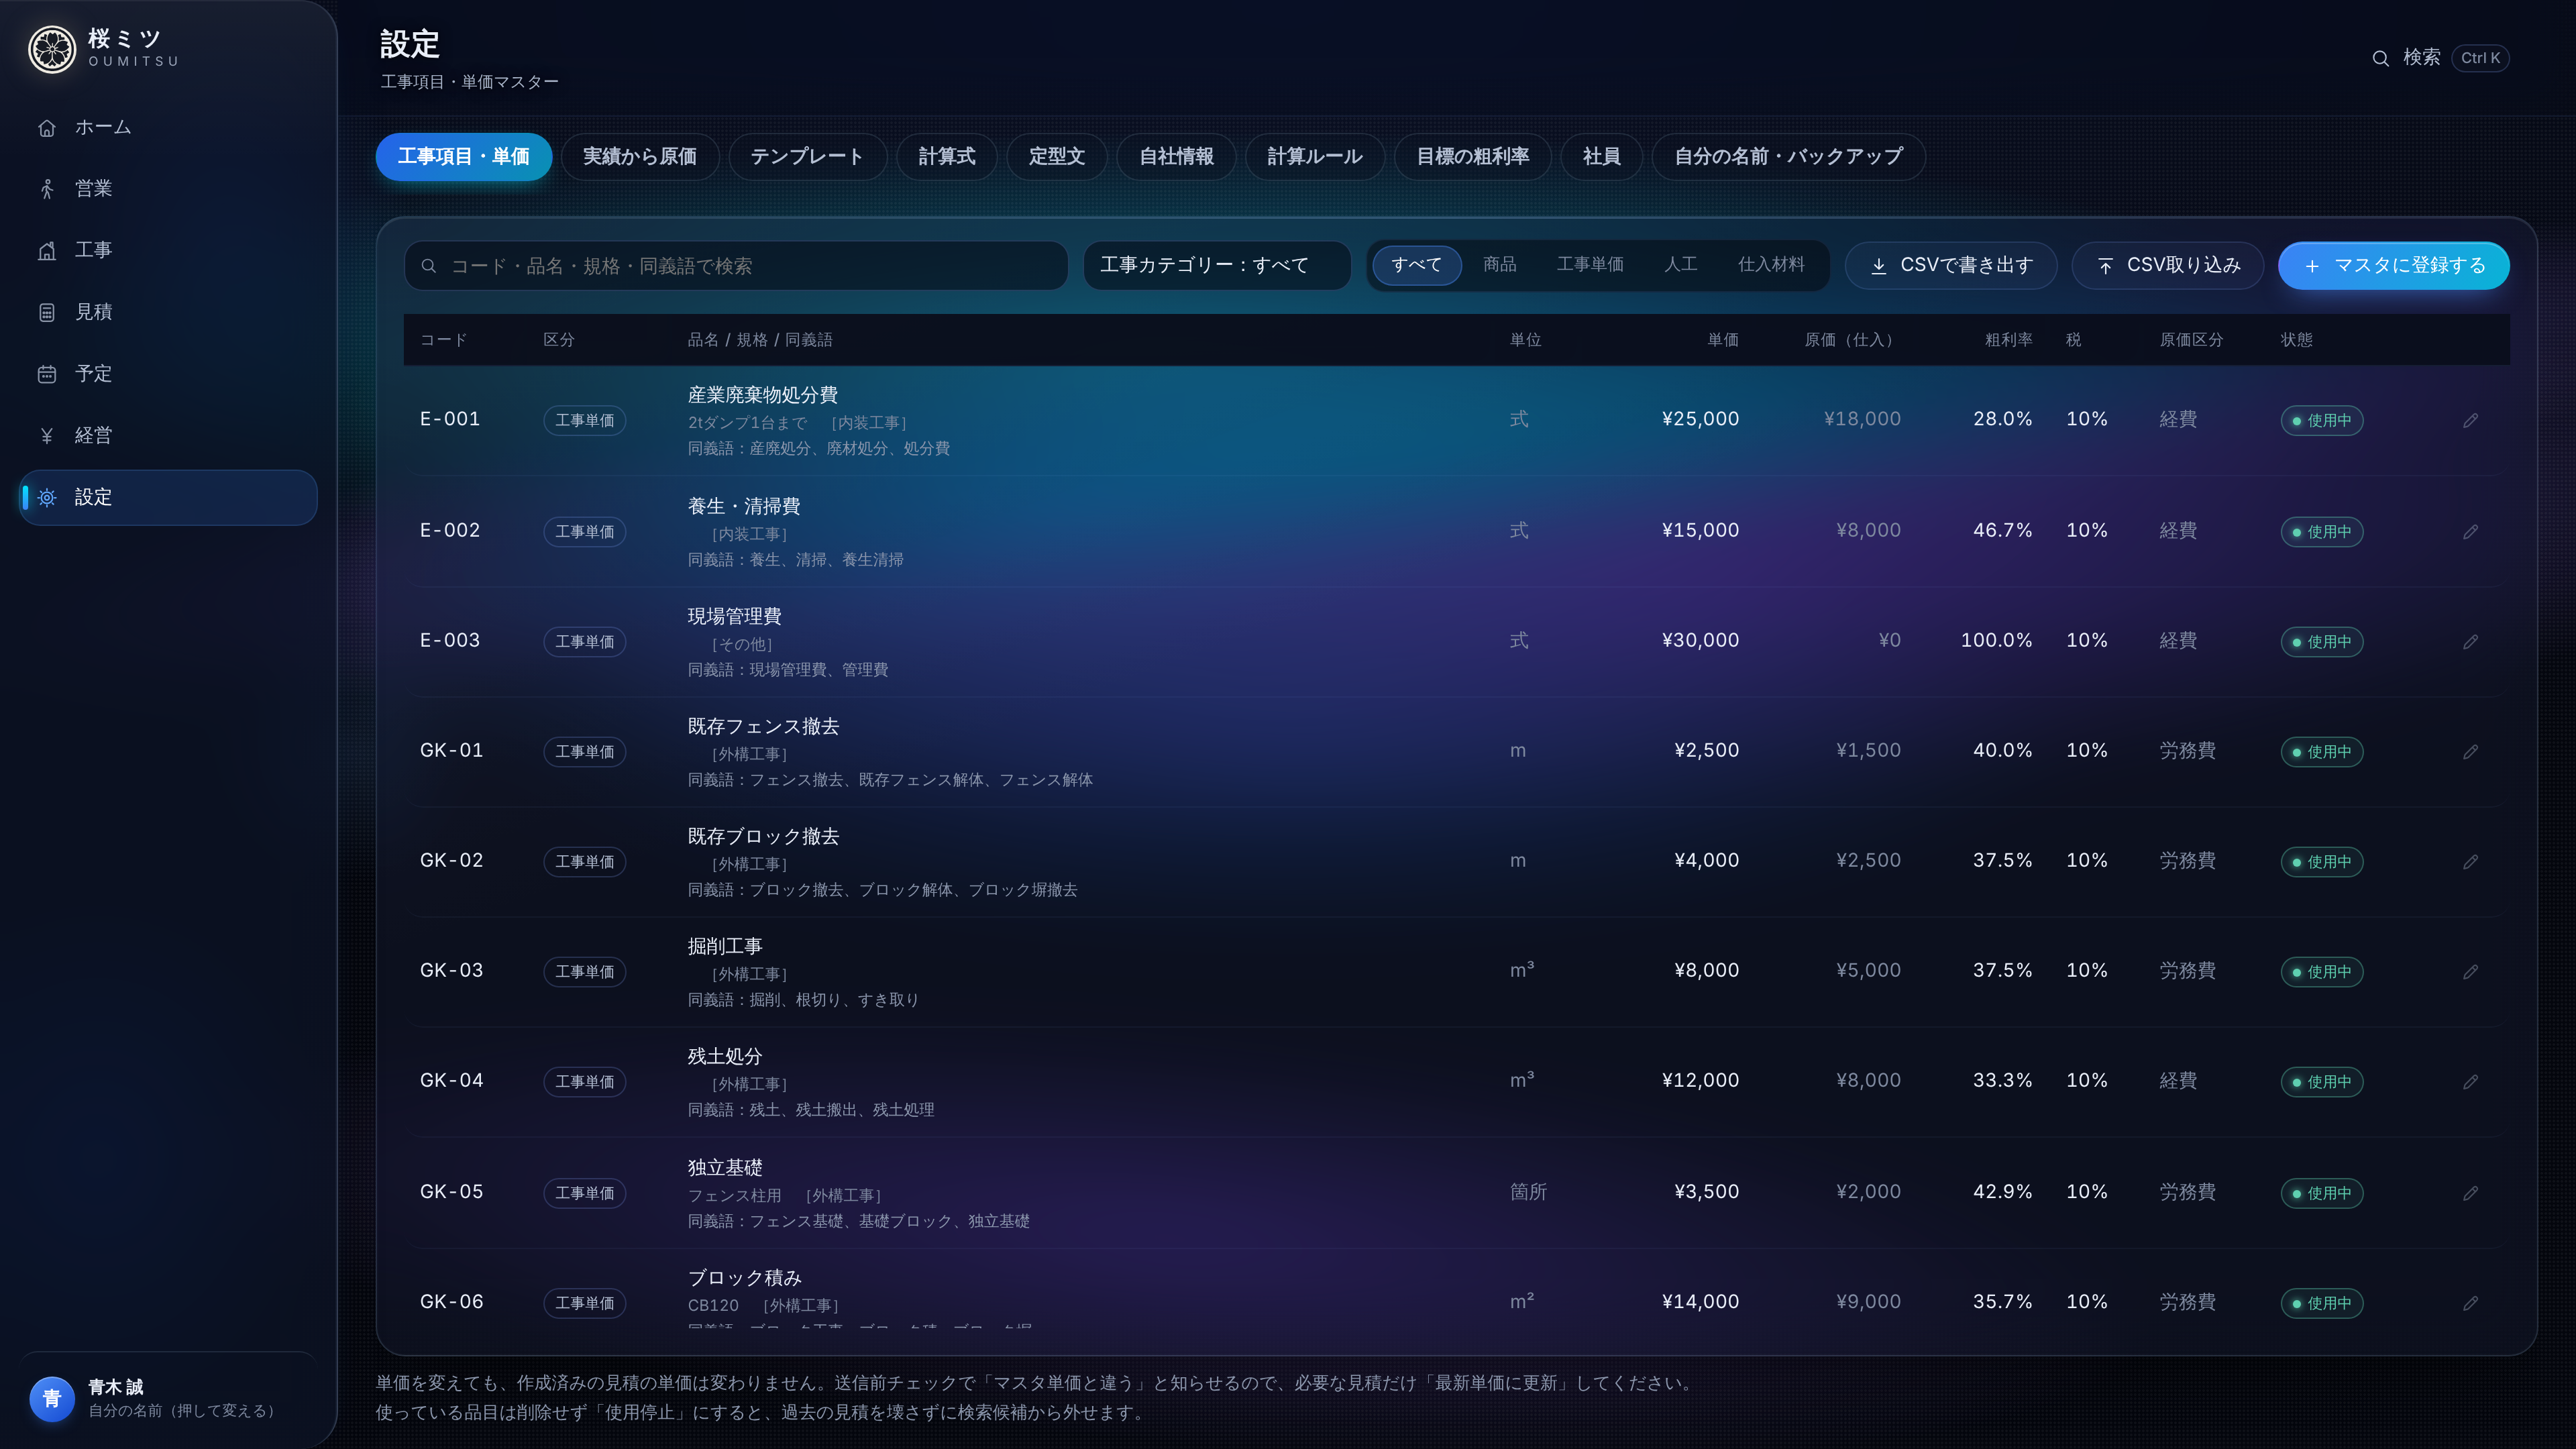 桜ミツ
OUMITSU
ホーム
営業
工事
見積
予定
経営
設定
青
青木 誠
自分の名前（押して変える）
設定
工事項目・単価マスター
検索 Ctrl K
工事項目・単価 実績から原価 テンプレート 計算式 定型文 自社情報 計算ルール 目標の粗利率 社員 自分の名前・バックアップ
コード・品名・規格・同義語で検索 工事カテゴリー：すべて すべて 商品 工事単価 人工 仕入材料 CSVで書き出す CSV取り込み マスタに登録する
コード 区分 品名 / 規格 / 同義語 単位 単価 原価（仕入） 粗利率 税 原価区分 状態
産業廃棄物処分費
E-001 工事単価 2tダンプ1台まで ［内装工事］ 式 ¥25,000 ¥18,000 28.0% 10% 経費 使用中
同義語：産廃処分、廃材処分、処分費
養生・清掃費
E-002 工事単価 ［内装工事］ 式 ¥15,000 ¥8,000 46.7% 10% 経費 使用中
同義語：養生、清掃、養生清掃
現場管理費
E-003 工事単価 ［その他］ 式 ¥30,000 ¥0 100.0% 10% 経費 使用中
同義語：現場管理費、管理費
既存フェンス撤去
GK-01 工事単価 ［外構工事］ m ¥2,500 ¥1,500 40.0% 10% 労務費 使用中
同義語：フェンス撤去、既存フェンス解体、フェンス解体
既存ブロック撤去
GK-02 工事単価 ［外構工事］ m ¥4,000 ¥2,500 37.5% 10% 労務費 使用中
同義語：ブロック撤去、ブロック解体、ブロック塀撤去
掘削工事
GK-03 工事単価 ［外構工事］ m³ ¥8,000 ¥5,000 37.5% 10% 労務費 使用中
同義語：掘削、根切り、すき取り
残土処分
GK-04 工事単価 ［外構工事］ m³ ¥12,000 ¥8,000 33.3% 10% 経費 使用中
同義語：残土、残土搬出、残土処理
独立基礎
GK-05 工事単価 フェンス柱用 ［外構工事］ 箇所 ¥3,500 ¥2,000 42.9% 10% 労務費 使用中
同義語：フェンス基礎、基礎ブロック、独立基礎
ブロック積み
GK-06 工事単価 CB120 ［外構工事］ m² ¥14,000 ¥9,000 35.7% 10% 労務費 使用中
単価を変えても、作成済みの見積の単価は変わりません。送信前チェックで「マスタ単価と違う」と知らせるので、必要な見積だけ「最新単価に更新」してください。
使っている品目は削除せず「使用停止」にすると、過去の見積を壊さずに検索候補から外せます。